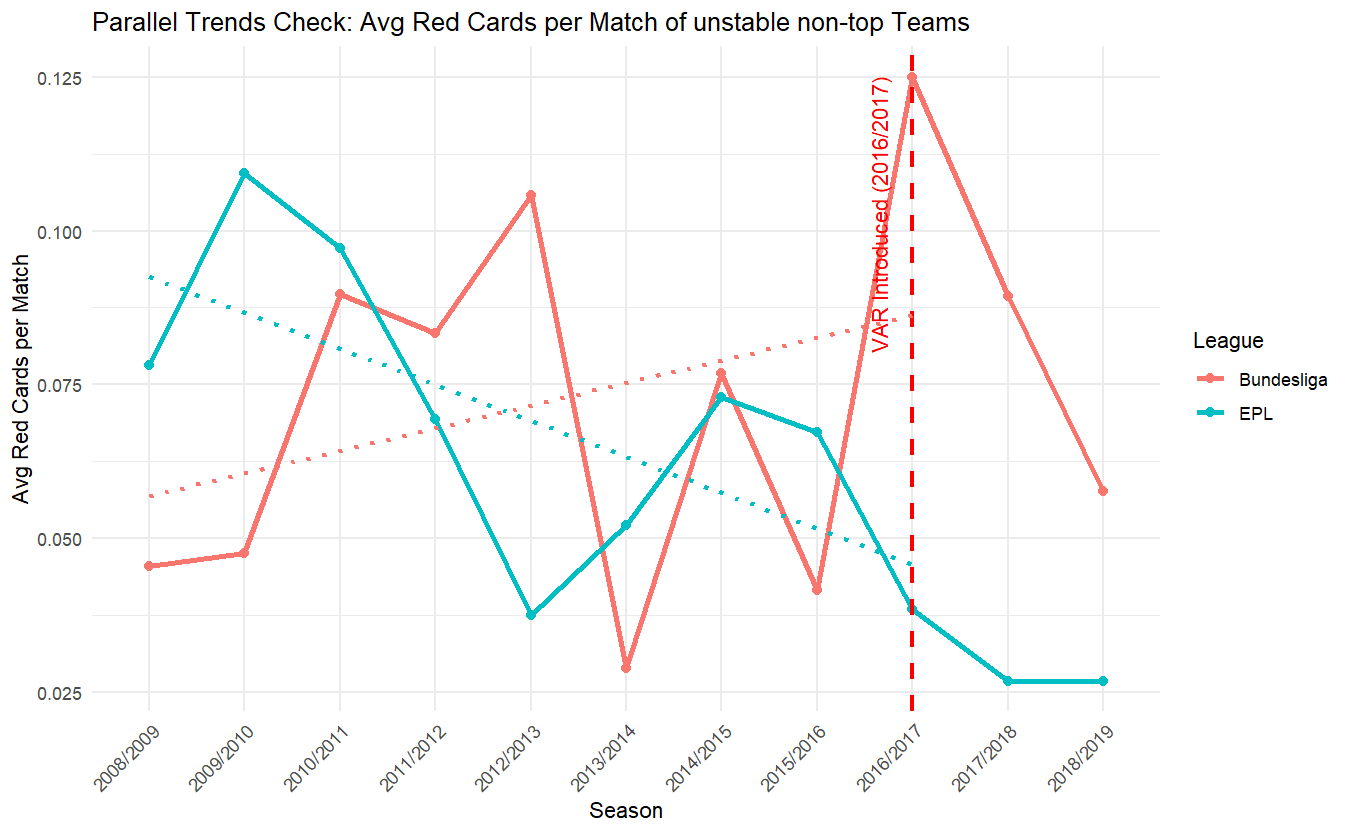 Parallel Trends Check: Avg Red Cards per Match of unstable non-top Teams
0.125
0.100
0.075
0.050
0.025
Avg Red Cards per Match
VAR Introduced (2016/2017)
2008/2009
2009/2010
2010/2011
2011/2012
2012/2013
2013/2014
2014/2015
2015/2016
2016/2017
2017/2018
2018/2019
Season
League
Bundesliga
EPL